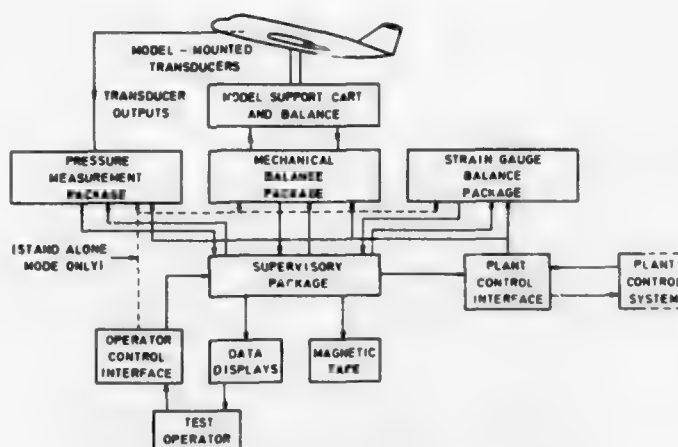 MODEL - MOUNTED
TRANSDUCERS
TRANSDUCER
OUTPUTS
MODEL SUPPORT CART
AND BALANCE
PRESSURE
MEASUREMENT
PACKAGE
MECHANICAL
BALANCE
PACKAGE
STRAIN GAUGE
BALANCE
PACKAGE
(STAND ALONE
MODE ONLY)
SUPERVISORY
PACKAGE
PLANT
CONTROL
INTERFACE
PLANT
CONTROL
SYSTEM
OPERATOR
CONTROL
INTERFACE
DATA
DISPLAYS
MAGNETIC
TAPE
TEST
OPERATOR